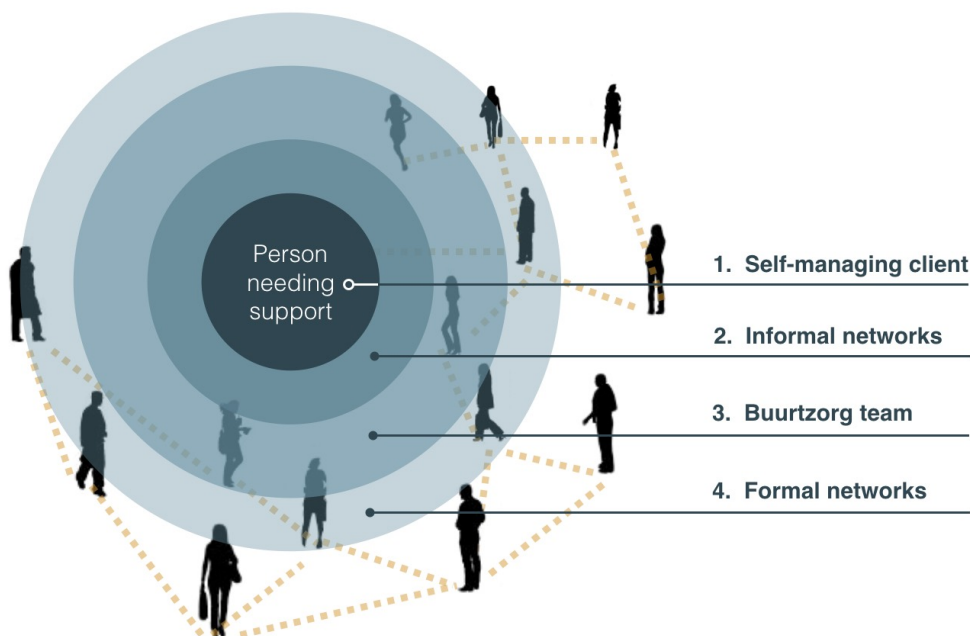 Person
needing
support
1. Self-managing client
2. Informal networks
3. Buurtzorg team
4. Formal networks